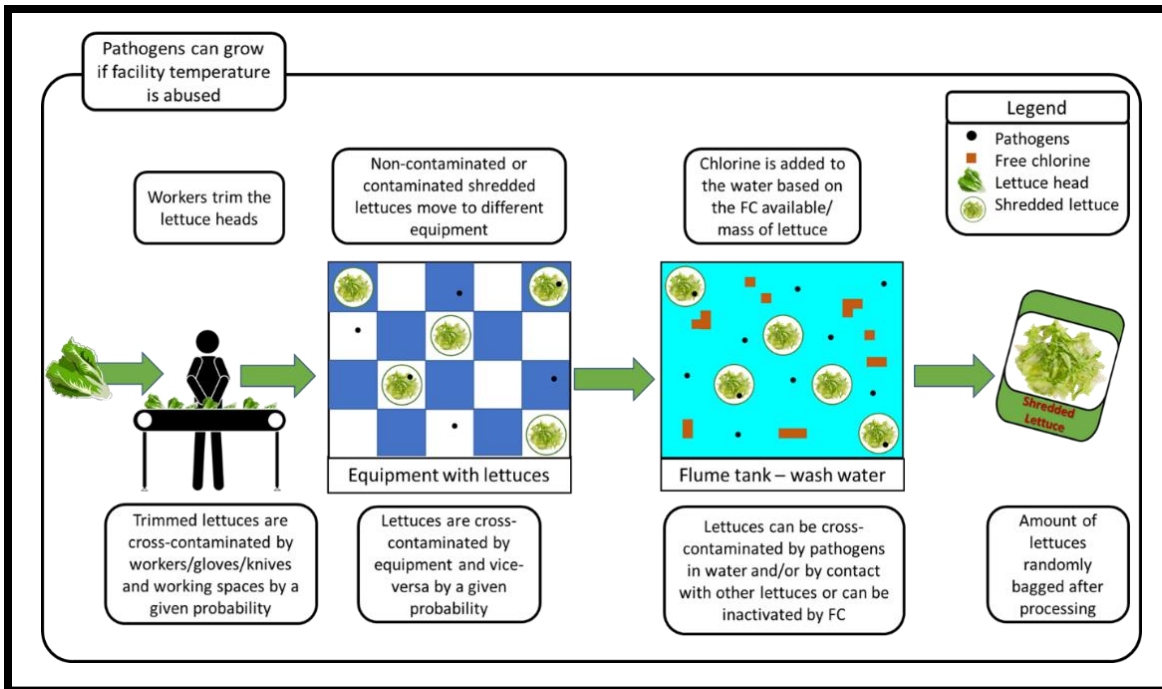 Pathogens can grow
if facility temperature
is abused
Legend
Pathogens
Free chlorine
Lettuce head
Shredded lettuce
Workers trim the
lettuce heads
Non-contaminated or
contaminated shredded
lettuces move to different
equipment
Chlorine is added to
the water based on
the FC available/
mass of lettuce
Equipment with lettuces
Flume tank – wash water
Shredded
Lettuce
Trimmed lettuces are
cross-contaminated by
workers/gloves/knives
and working spaces by a
given probability
Lettuces are cross-
contaminated by
equipment and vice-
versa by a given
probability
Lettuces can be cross-
contaminated by pathogens
in water and/or by contact
with other lettuces or can be
inactivated by FC
Amount of
lettuces
randomly
bagged after
processing